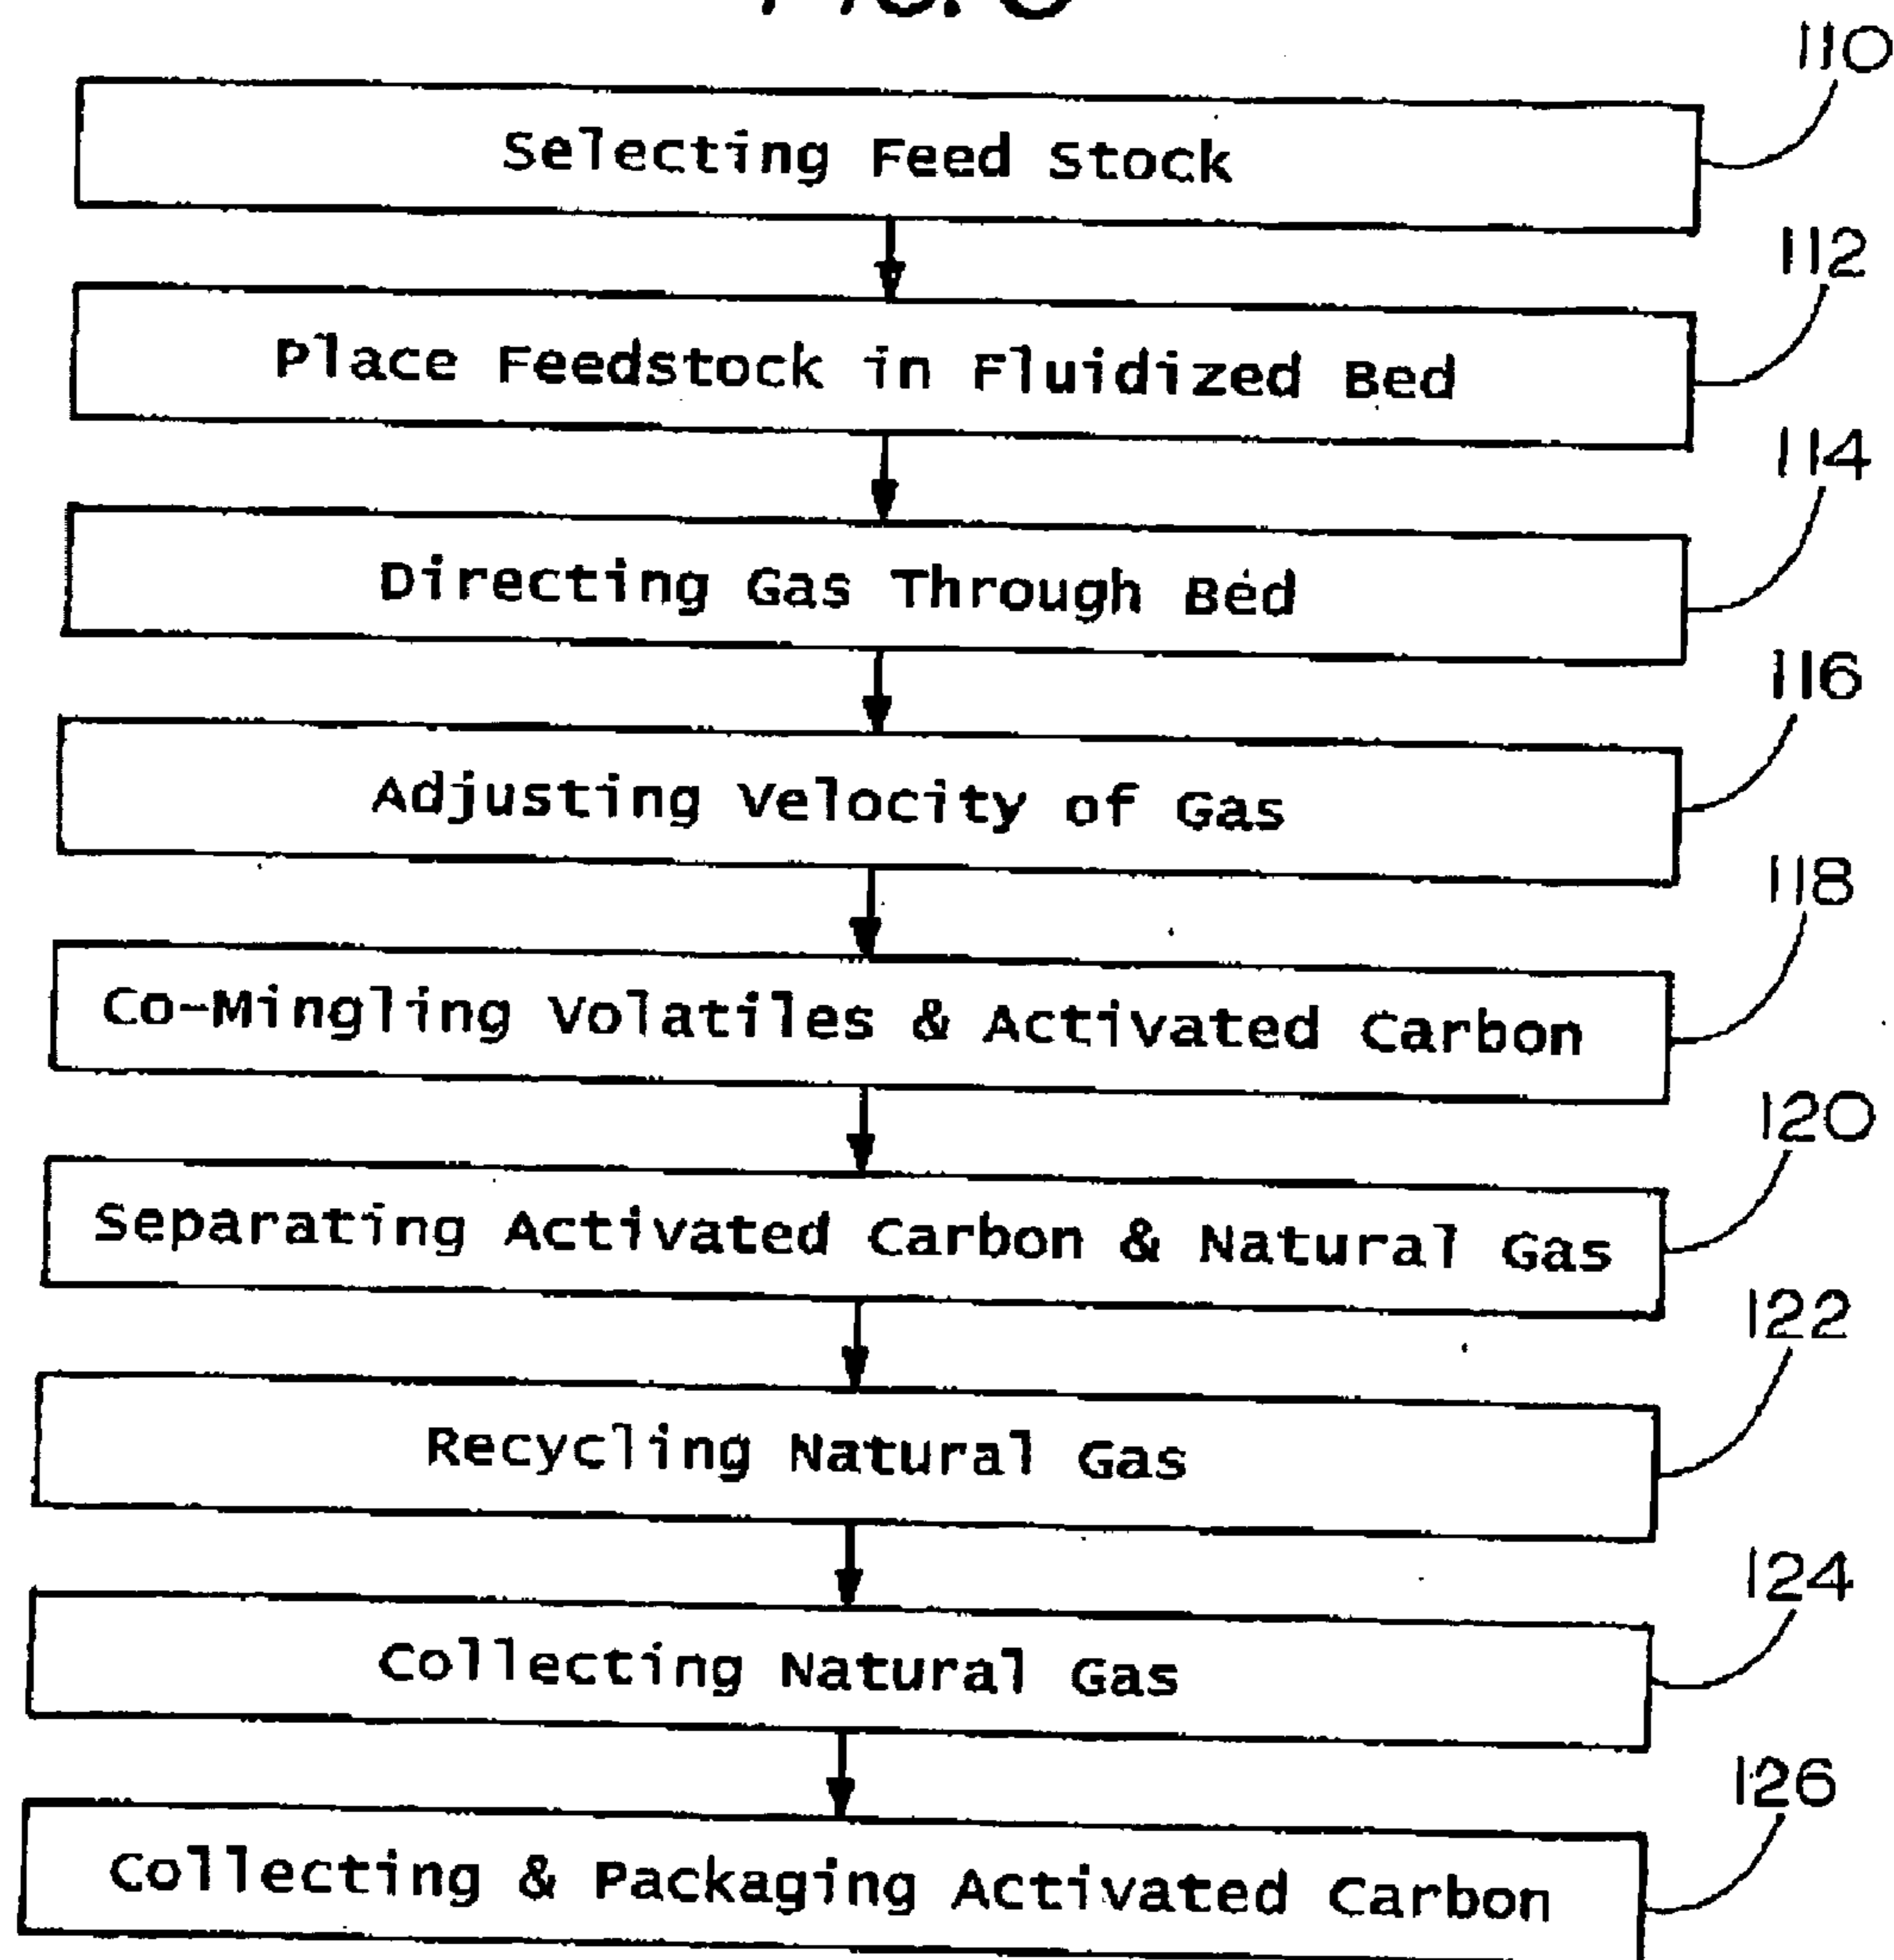 110
Selecting Feed Stock
112
Place Feedstock in Fluidized Bed
114
Directing Gas Through Bed
116
Adjusting Velocity of Gas
118
Co-Mingling Volatiles & Activated Carbon
120
Separating Activated Carbon & Natural Gas
122
Recycling Natural Gas
124
Collecting Natural Gas
126
Collecting & Packaging Activated Carbon